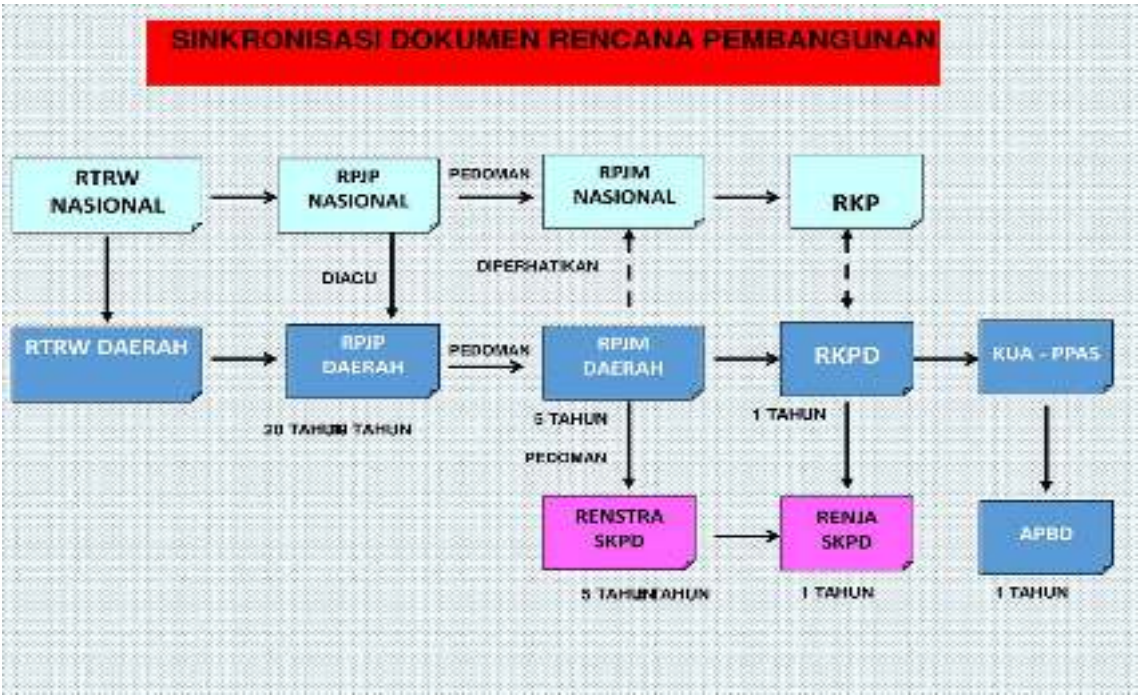 SINKRONISASI DOKUMEN RENCANA PEMBANGUNAN
RTRW
NASIONAL
RPJP
NASIONAL
PEDOMAN
RPJM
NASIONAL
RKP
DIACU
DIPERHATIKAN
RTRW DAERAH
RPJP
DAERAH
PEDOMAN
RPJM
DAERAH
RKPD
KUA - PPAS
20 TAHUN TAHUN
5 TAHUN
1 TAHUN
PEDOMAN
RENSTRA
SKPD
RENJA
SKPD
APBD
5 TAHUN TAHUN
1 TAHUN
1 TAHUN